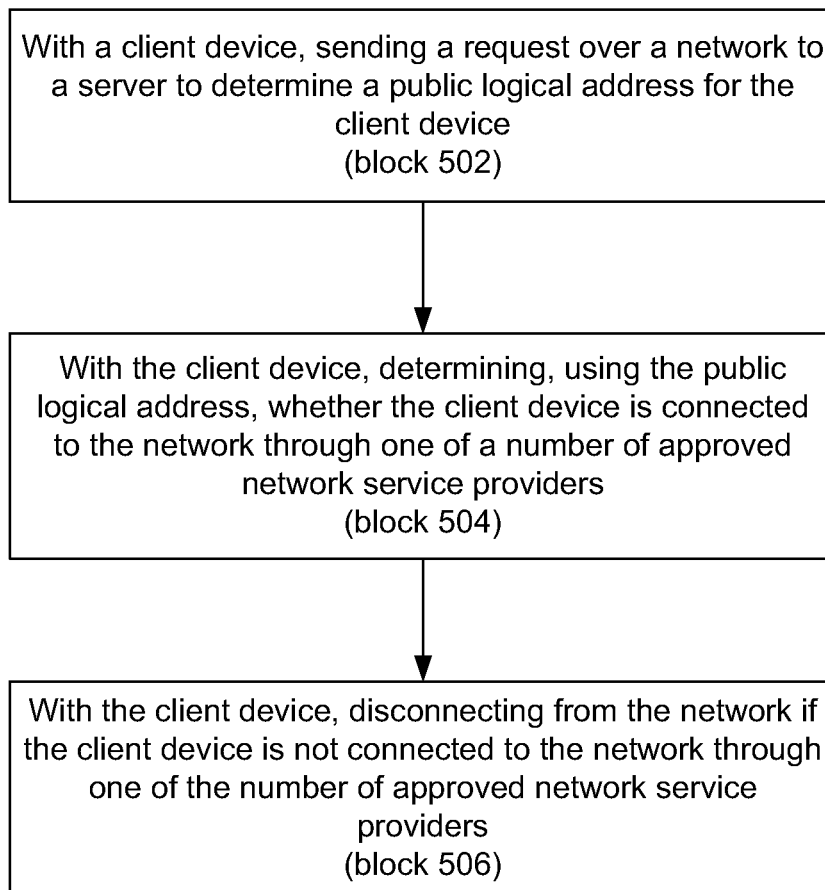 With a client device, sending a request over a network to
a server to determine a public logical address for the
client device
(block 502)
With the client device, determining, using the public
logical address, whether the client device is connected
to the network through one of a number of approved
network service providers
(block 504)
With the client device, disconnecting from the network if
the client device is not connected to the network through
one of the number of approved network service
providers
(block 506)